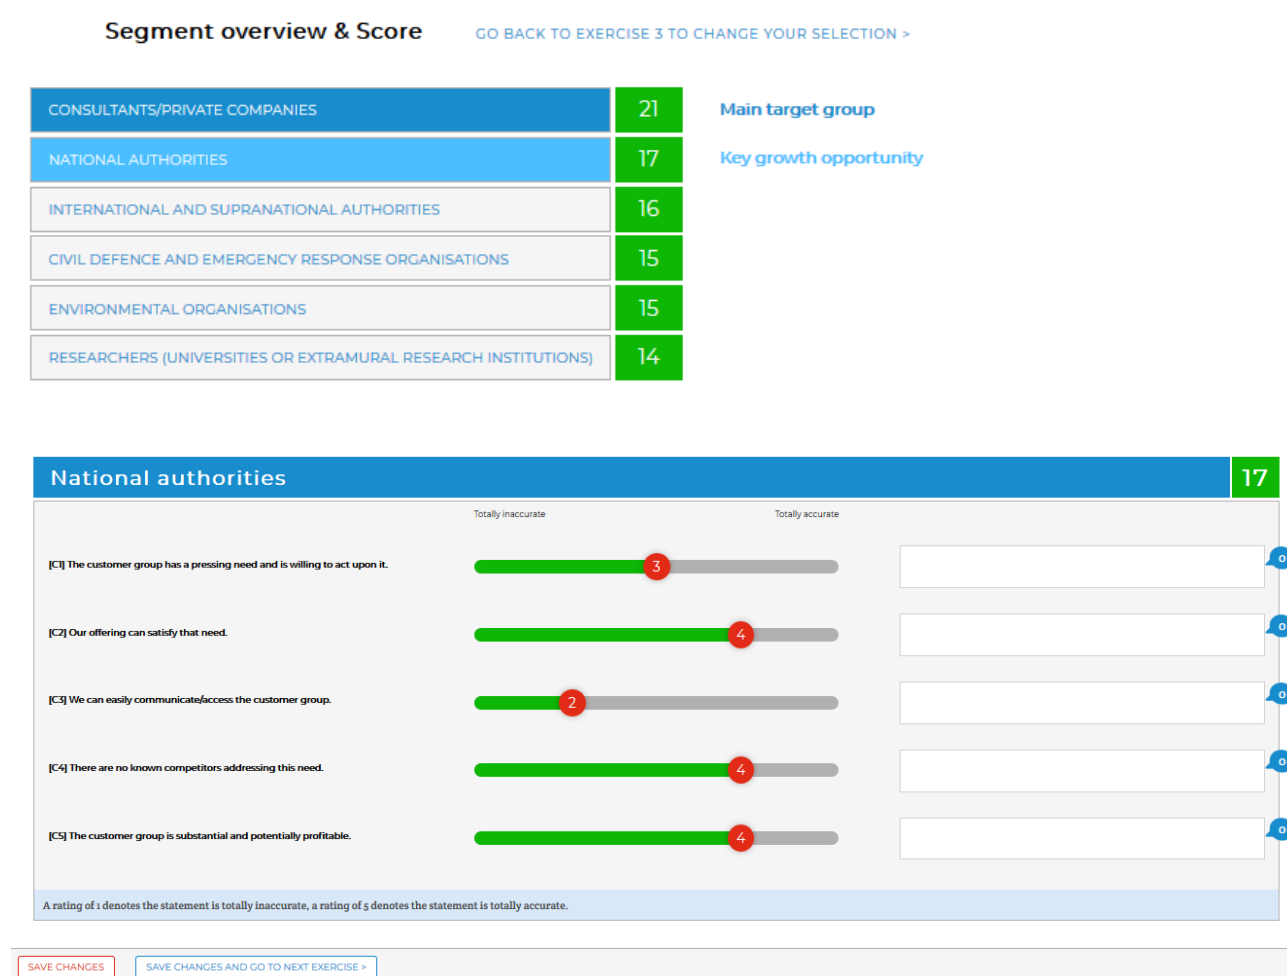 Segment overview & Score GO BACK TO EXERCISE 3 TO CHANGE YOUR SELECTION >
CONSULTANTS/PRIVATE COMPANIES 21 Main target group
NATIONAL AUTHORITIES 17 Key growth opportunity
INTERNATIONAL AND SUPRANATIONAL AUTHORITIES 16
CIVIL DEFENCE AND EMERGENCY RESPONSE ORGANISATIONS 15
ENVIRONMENTAL ORGANISATIONS 15
RESEARCHERS (UNIVERSITIES OR EXTRAMURAL RESEARCH INSTITUTIONS) 14
National authorities 17
Totally inaccurate Totally accurate
[C1] The customer group has a pressing need and is willing to act upon it. 3 0
[C2] Our offering can satisfy that need. 4 0
[C3] We can easily communicate/access the customer group. 2 0
[C4] There are no known competitors addressing this need. 4 0
[C5] The customer group is substantial and potentially profitable. 4 0
A rating of 1 denotes the statement is totally inaccurate, a rating of 5 denotes the statement is totally accurate.
SAVE CHANGES SAVE CHANGES AND GO TO NEXT EXERCISE >